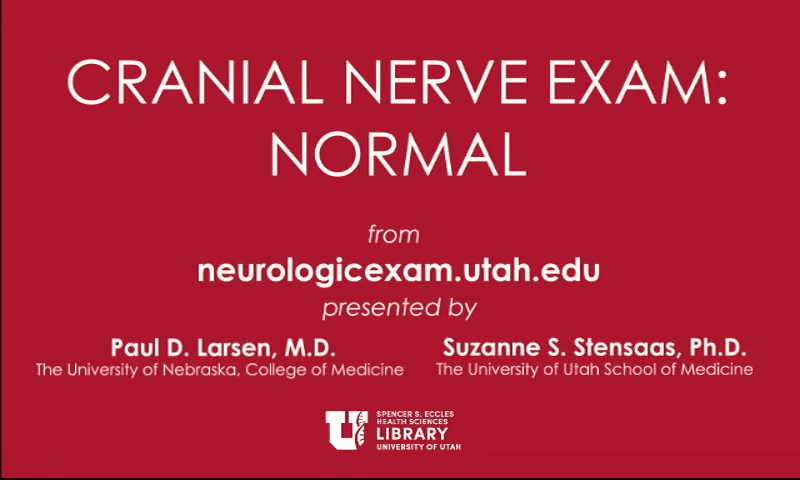 CRANIAL NERVE EXAM:
NORMAL
from
neurologicexam.utah.edu
presented by
Paul D. Larsen, M.D.
The University of Nebraska, College of Medicine
Suzanne S. Stensaas, Ph.D.
The University of Utah School of Medicine
U
SPENCER S. ECCLES
HEALTH SCIENCES
LIBRARY
UNIVERSITY OF UTAH